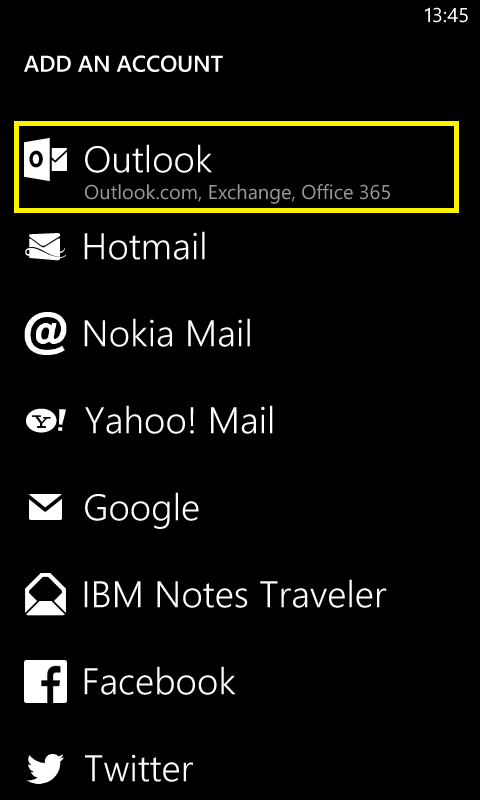 13:45
ADD AN ACCOUNT
Outlook
Outlook.com, Exchange, Office 365
Hotmail
@ Nokia Mail
Y! Yahoo! Mail
Google
IBM Notes Traveler
Facebook
Twitter